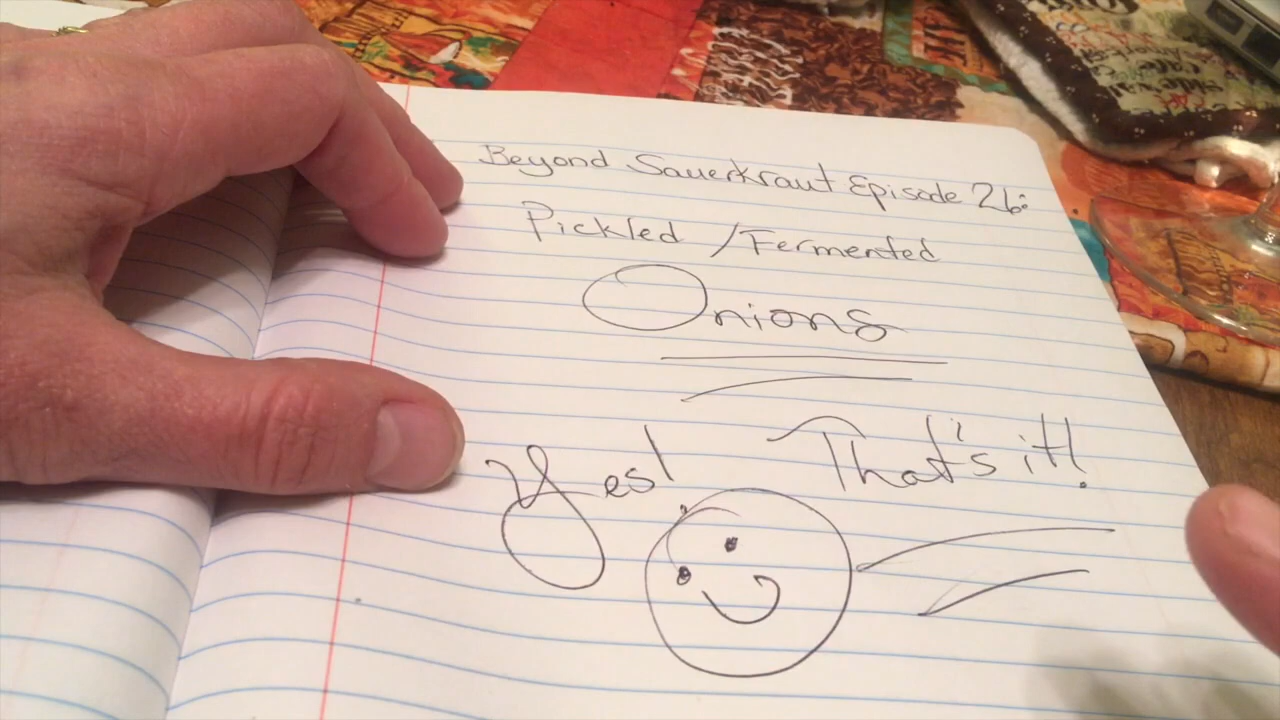 Beyond Sauerkraut Episode 26:
Pickled / Fermented
Onions
Yes! That's it!